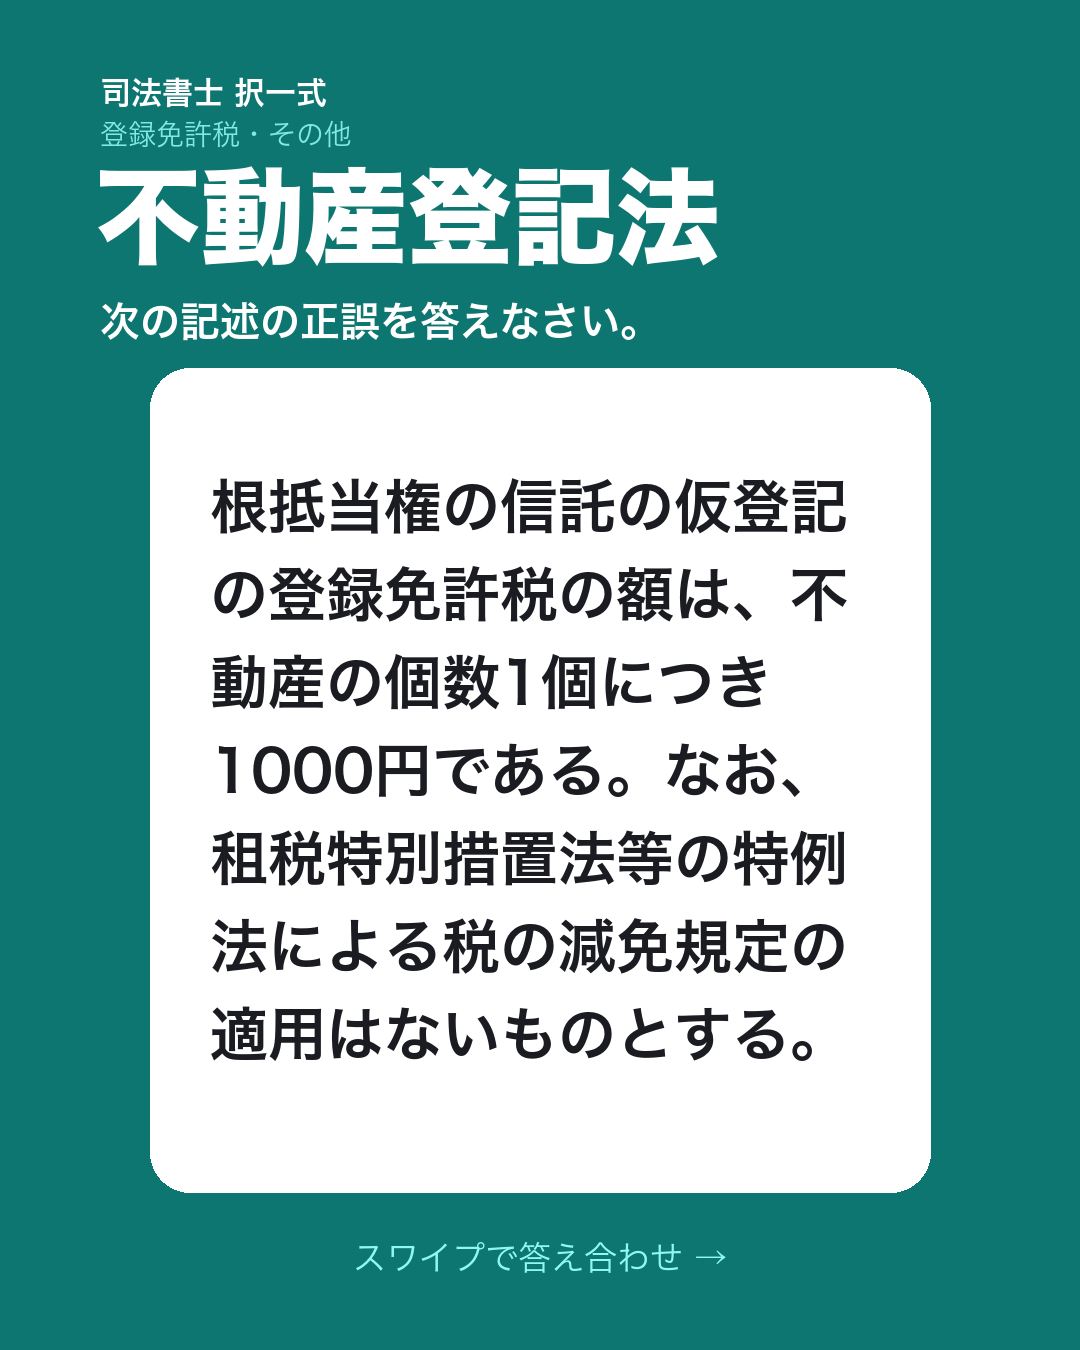 司法書士 択一式
登録免許税・その他
不動産登記法
次の記述の正誤を答えなさい。
根抵当権の信託の仮登記
の登録免許税の額は、不
動産の個数1個につき
1000円である。なお、
租税特別措置法等の特例
法による税の減免規定の
適用はないものとする。
スワイプで答え合わせ →